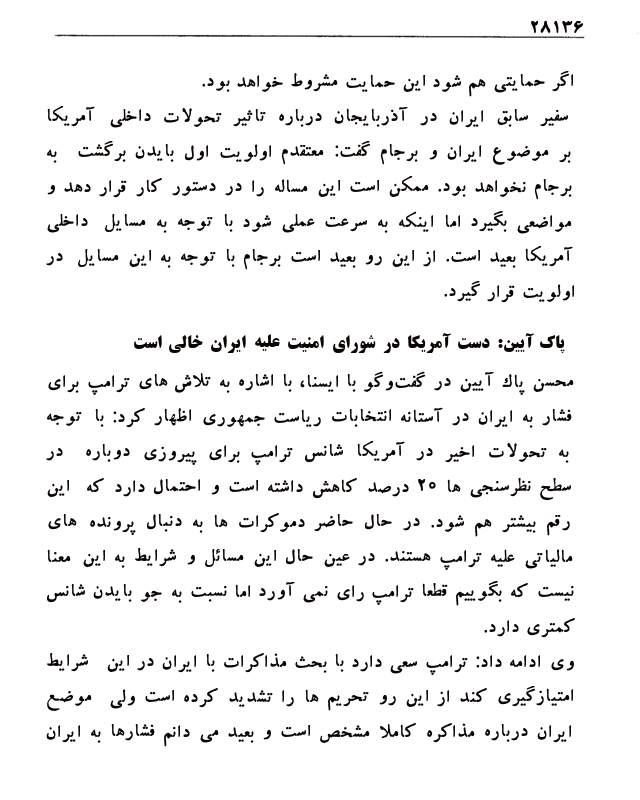 ۲۸۱۳۶
اگر حمایتی هم شود این حمایت مشروط خواهد بود.
سفیر سابق ایران در آذربایجان درباره تاثیر تحولات داخلی آمریکا
بر موضوع ایران و برجام گفت: معتقدم اولویت اول بایدن برگشت به
برجام نخواهد بود. ممکن است این مساله را در دستور کار قرار دهد و
مواضعی بگیرد اما اینکه به سرعت عملی شود با توجه به مسایل داخلی
آمریکا بعید است. از این رو بعید است برجام با توجه به این مسایل در
اولویت قرار گیرد.
پاک آیین: دست آمریکا در شورای امنیت علیه ایران خالی است
محسن پاك آیین در گفت‌وگو با ایسنا، با اشاره به تلاش های ترامپ برای
فشار به ایران در آستانه انتخابات ریاست جمهوری اظهار کرد: با توجه
به تحولات اخیر در آمریکا شانس ترامپ برای پیروزی دوباره در
سطح نظرسنجی ها ۲۵ درصد کاهش داشته است و احتمال دارد که این
رقم بیشتر هم شود. در حال حاضر دموکرات ها به دنبال پرونده های
مالیاتی علیه ترامپ هستند. در عین حال این مسائل و شرایط به این معنا
نیست که بگوییم قطعا ترامپ رای نمی آورد اما نسبت به جو بایدن شانس
کمتری دارد.
وی ادامه داد: ترامپ سعی دارد با بحث مذاکرات با ایران در این شرایط
امتیازگیری کند از این رو تحریم ها را تشدید کرده است ولی موضع
ایران درباره مذاکره کاملا مشخص است و بعید می دانم فشارها به ایران